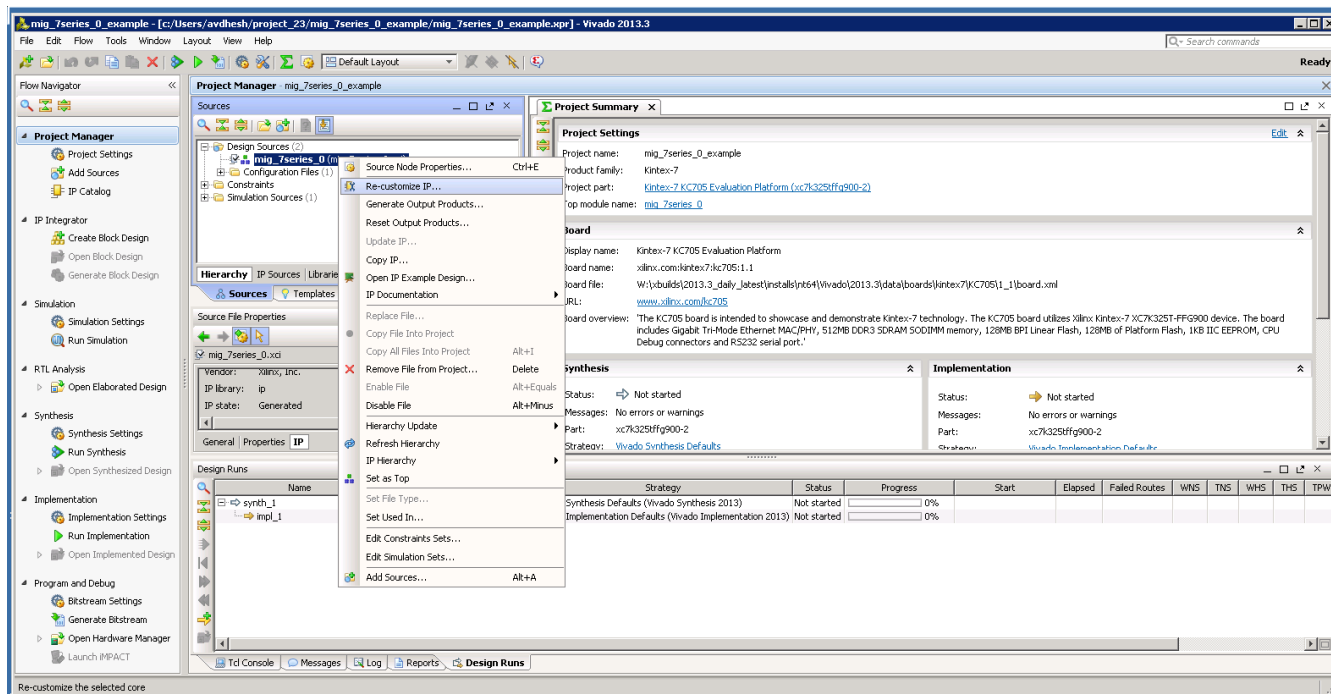 mig_7series_0_example - [c:/Users/avdhesh/project_23/mig_7series_0_example/mig_7series_0_example.xpr] - Vivado 2013.3
File Edit Flow Tools Window Layout View Help
Search commands
Default Layout
Ready
Flow Navigator
Project Manager
Project Settings
Add Sources
IP Catalog
IP Integrator
Create Block Design
Open Block Design
Generate Block Design
Simulation
Simulation Settings
Run Simulation
RTL Analysis
Open Elaborated Design
Synthesis
Synthesis Settings
Run Synthesis
Open Synthesized Design
Implementation
Implementation Settings
Run Implementation
Open Implemented Design
Program and Debug
Bitstream Settings
Generate Bitstream
Open Hardware Manager
Launch iMPACT
Project Manager - mig_7series_0_example
Sources
Design Sources (2)
mig_7series_0
Configuration Files (1)
Constraints
Simulation Sources (1)
Hierarchy IP Sources Librarie
Sources Templates
Source File Properties
mig_7series_0.xci
Vendor: Xilinx, Inc.
IP library: ip
IP state: Generated
General Properties IP
Source Node Properties... Ctrl+E
Re-customize IP...
Generate Output Products...
Reset Output Products...
Update IP...
Copy IP...
Open IP Example Design...
IP Documentation
Replace File...
Copy File Into Project
Copy All Files Into Project Alt+I
Remove File from Project... Delete
Enable File Alt+Equals
Disable File Alt+Minus
Hierarchy Update
Refresh Hierarchy
IP Hierarchy
Set as Top
Set File Type...
Set Used In...
Edit Constraints Sets...
Edit Simulation Sets...
Add Sources... Alt+A
Project Summary
Project Settings Edit
Project name: mig_7series_0_example
Product family: Kintex-7
Project part: Kintex-7 KC705 Evaluation Platform (xc7k325tffg900-2)
Top module name: mig_7series_0
Board
Display name: Kintex-7 KC705 Evaluation Platform
Board name: xilinx.com:kintex7:kc705:1.1
Board file: W:\xbuilds\2013.3_daily_latest\installs\nt64\Vivado\2013.3\data\boards\kintex7\KC705\1_1\board.xml
URL: www.xilinx.com/kc705
Board overview: 'The KC705 board is intended to showcase and demonstrate Kintex-7 technology. The KC705 board utilizes Xilinx Kintex-7 XC7K325T-FFG900 device. The board
includes Gigabit Tri-Mode Ethernet MAC/PHY, 512MB DDR3 SDRAM SODIMM memory, 128MB BPI Linear Flash, 128MB of Platform Flash, 1KB IIC EEPROM, CPU
Debug connectors and RS232 serial port.'
Synthesis
Status: Not started
Messages: No errors or warnings
Part: xc7k325tffg900-2
Strategy: Vivado Synthesis Defaults
Implementation
Status: Not started
Messages: No errors or warnings
Part: xc7k325tffg900-2
Strategy: Vivado Implementation Defaults
Design Runs
Name Strategy Status Progress Start Elapsed Failed Routes WNS TNS WHS THS TPW
synth_1 Synthesis Defaults (Vivado Synthesis 2013) Not started 0%
impl_1 Implementation Defaults (Vivado Implementation 2013) Not started 0%
Tcl Console Messages Log Reports Design Runs
Re-customize the selected core